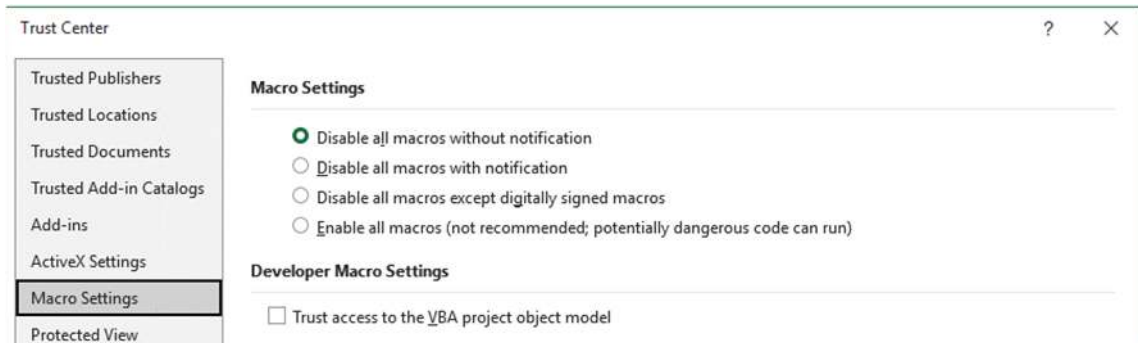 Trust Center
?
Trusted Publishers
Trusted Locations
Trusted Documents
Trusted Add-in Catalogs
Add-ins
ActiveX Settings
Macro Settings
Protected View
Macro Settings
Disable all macros without notification
Disable all macros with notification
Disable all macros except digitally signed macros
Enable all macros (not recommended; potentially dangerous code can run)
Developer Macro Settings
Trust access to the VBA project object model